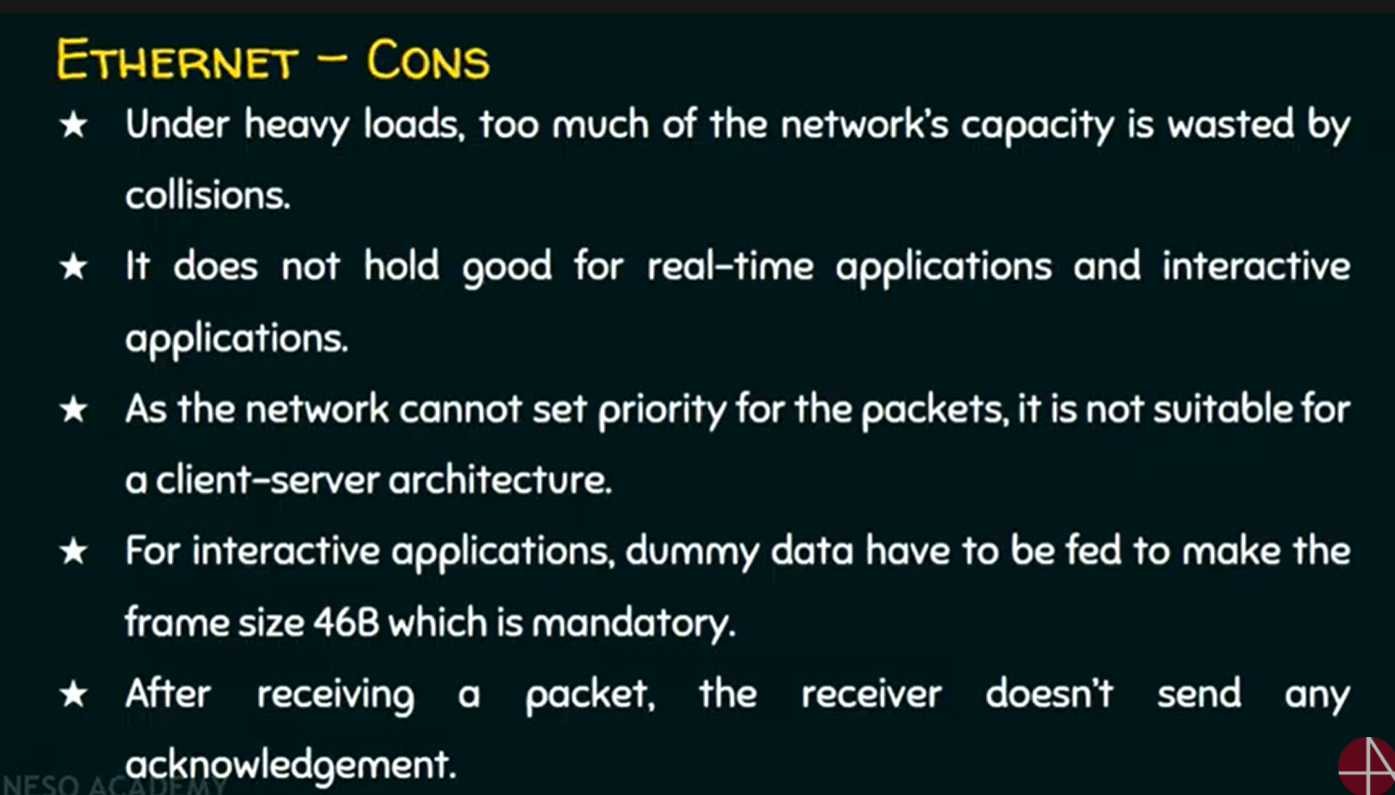 ETHERNET – CONS
★ Under heavy loads, too much of the network's capacity is wasted by
collisions.
★ It does not hold good for real-time applications and interactive
applications.
★ As the network cannot set priority for the packets, it is not suitable for
a client-server architecture.
★ For interactive applications, dummy data have to be fed to make the
frame size 46B which is mandatory.
★ After receiving a packet, the receiver doesn't send any
acknowledgement.
NESO ACADEMY